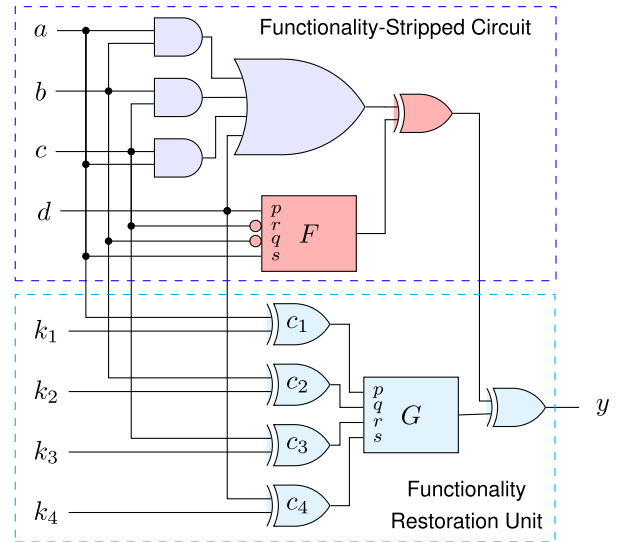 Functionality-Stripped Circuit
a
b
c
d
p
r
q
s
F
k₁
k₂
k₃
k₄
c₁
c₂
c₃
c₄
p
q
r
s
G
y
Functionality
Restoration Unit